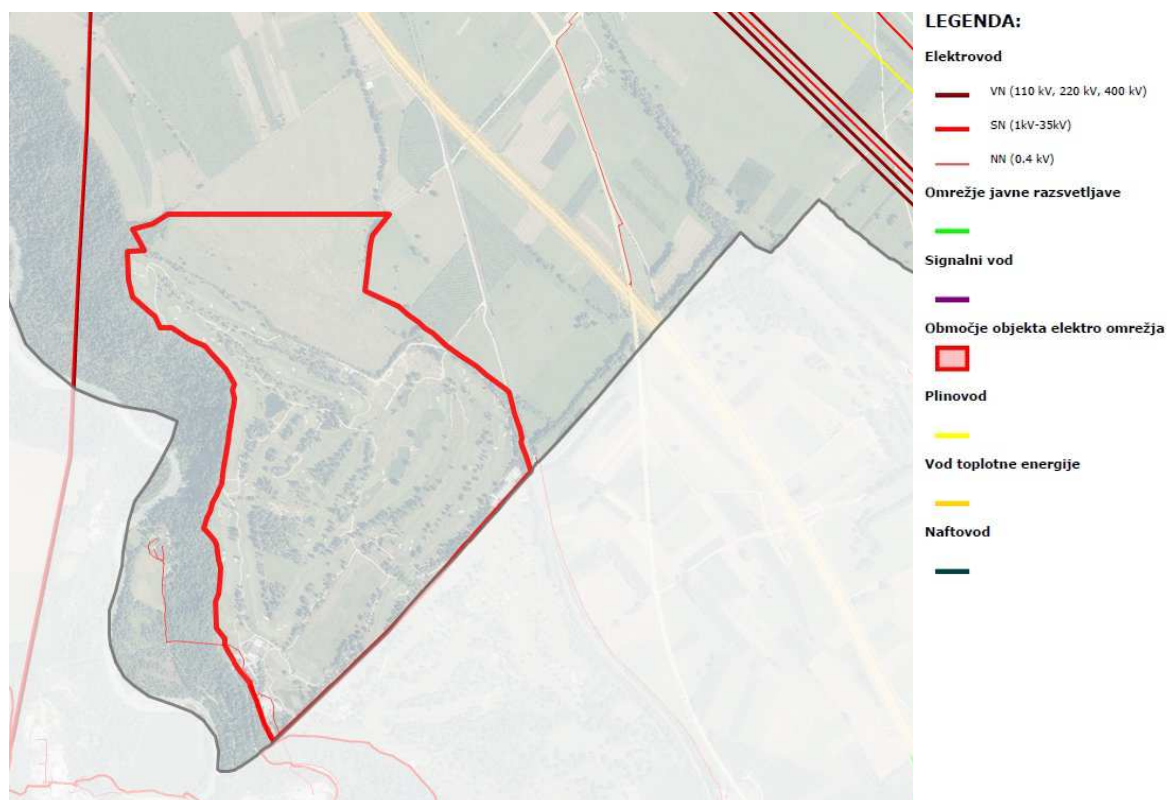 LEGENDA:
Elektrovod
VN (110 kV, 220 kV, 400 kV)
SN (1kV-35kV)
NN (0.4 kV)
Omrežje javne razsvetljave
Signalni vod
Območje objekta elektro omrežja
Plinovod
Vod toplotne energije
Naftovod